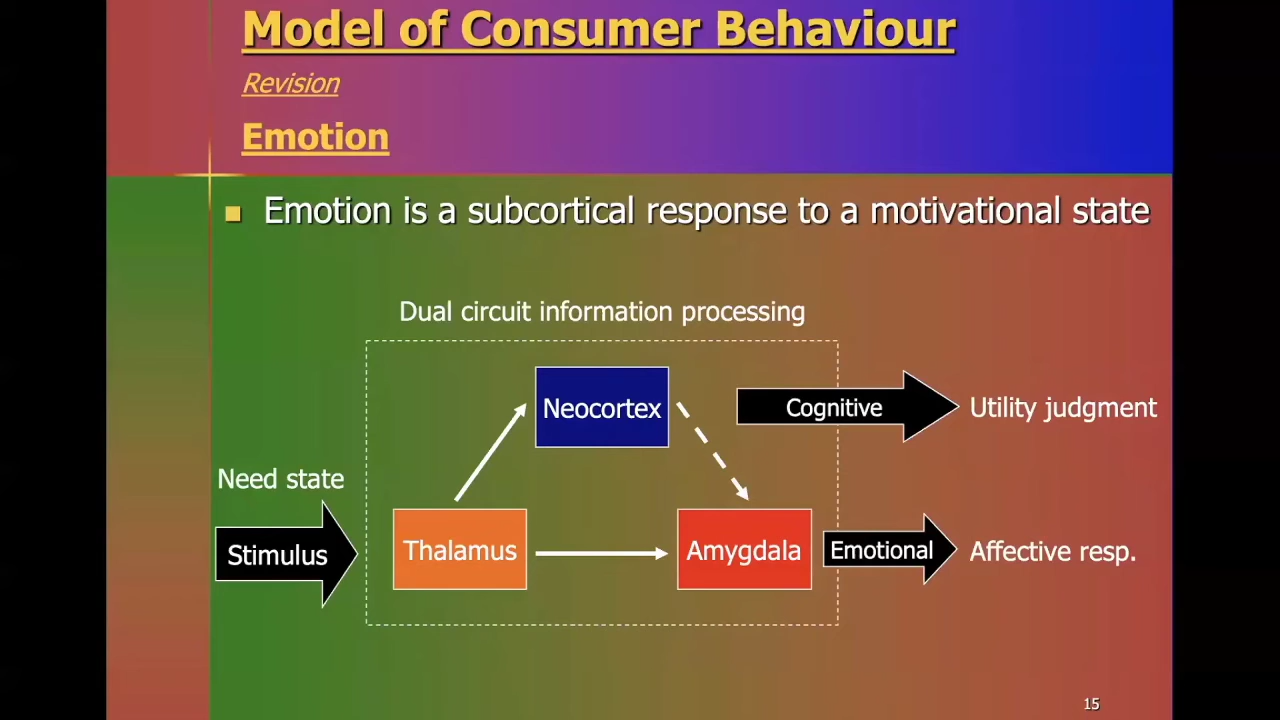 Model of Consumer Behaviour
Revision
Emotion
Emotion is a subcortical response to a motivational state
Dual circuit information processing
Neocortex
Cognitive
Utility judgment
Need state
Stimulus
Thalamus
Amygdala
Emotional
Affective resp.
15